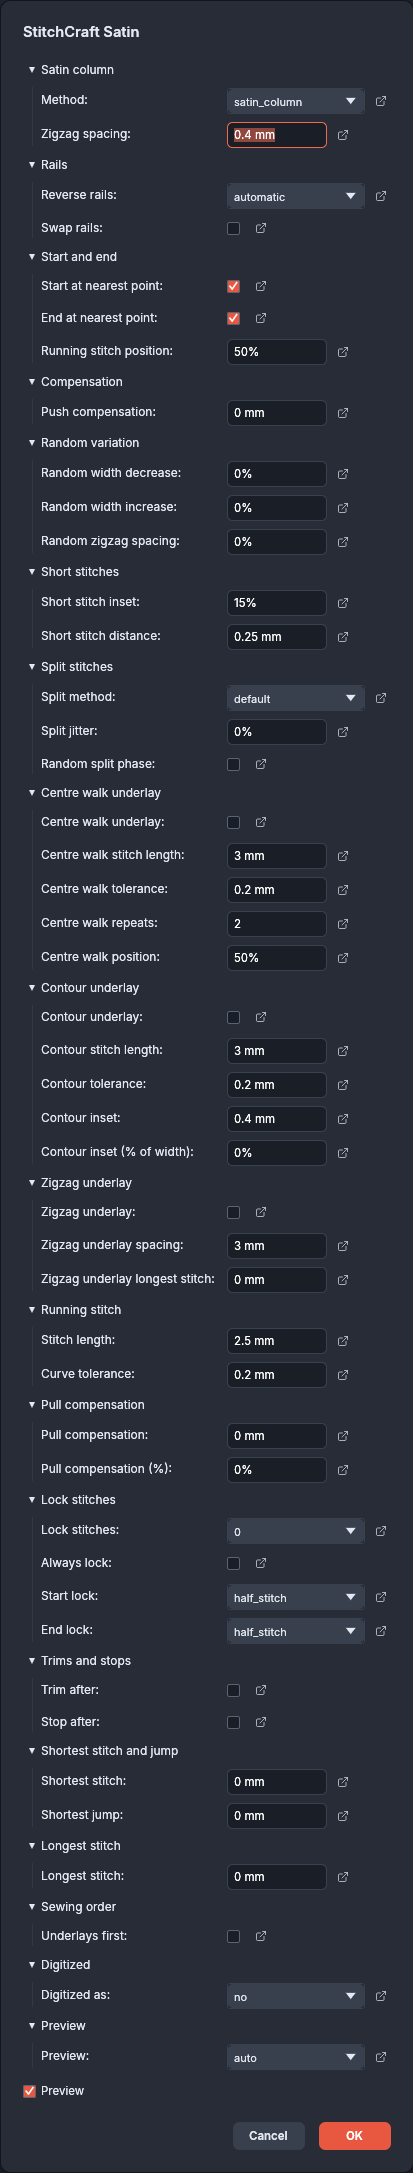 StitchCraft Satin
Satin column
Method: satin_column
Zigzag spacing: 0.4 mm
Rails
Reverse rails: automatic
Swap rails:
Start and end
Start at nearest point:
End at nearest point:
Running stitch position: 50%
Compensation
Push compensation: 0 mm
Random variation
Random width decrease: 0%
Random width increase: 0%
Random zigzag spacing: 0%
Short stitches
Short stitch inset: 15%
Short stitch distance: 0.25 mm
Split stitches
Split method: default
Split jitter: 0%
Random split phase:
Centre walk underlay
Centre walk underlay:
Centre walk stitch length: 3 mm
Centre walk tolerance: 0.2 mm
Centre walk repeats: 2
Centre walk position: 50%
Contour underlay
Contour underlay:
Contour stitch length: 3 mm
Contour tolerance: 0.2 mm
Contour inset: 0.4 mm
Contour inset (% of width): 0%
Zigzag underlay
Zigzag underlay:
Zigzag underlay spacing: 3 mm
Zigzag underlay longest stitch: 0 mm
Running stitch
Stitch length: 2.5 mm
Curve tolerance: 0.2 mm
Pull compensation
Pull compensation: 0 mm
Pull compensation (%): 0%
Lock stitches
Lock stitches: 0
Always lock:
Start lock: half_stitch
End lock: half_stitch
Trims and stops
Trim after:
Stop after:
Shortest stitch and jump
Shortest stitch: 0 mm
Shortest jump: 0 mm
Longest stitch
Longest stitch: 0 mm
Sewing order
Underlays first:
Digitized
Digitized as: no
Preview
Preview: auto
Preview
Cancel OK